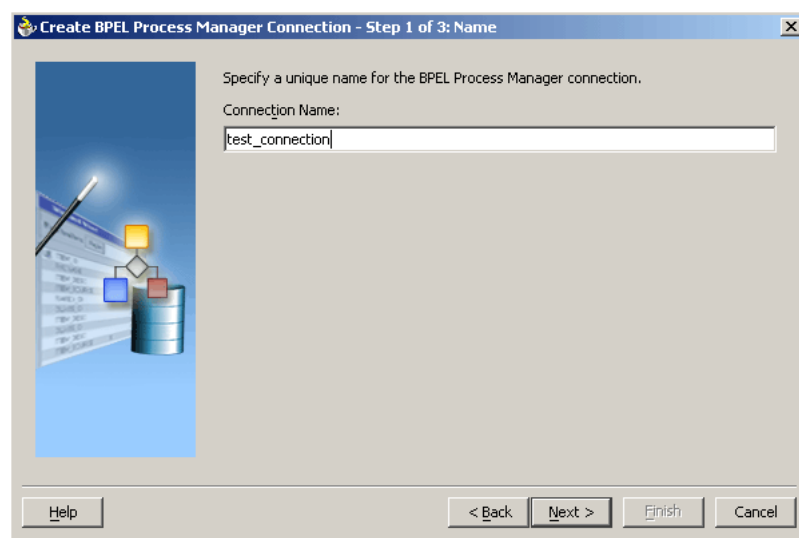 Create BPEL Process Manager Connection - Step 1 of 3: Name
Specify a unique name for the BPEL Process Manager connection.
Connection Name:
test_connection
Help
< Back
Next >
Finish
Cancel